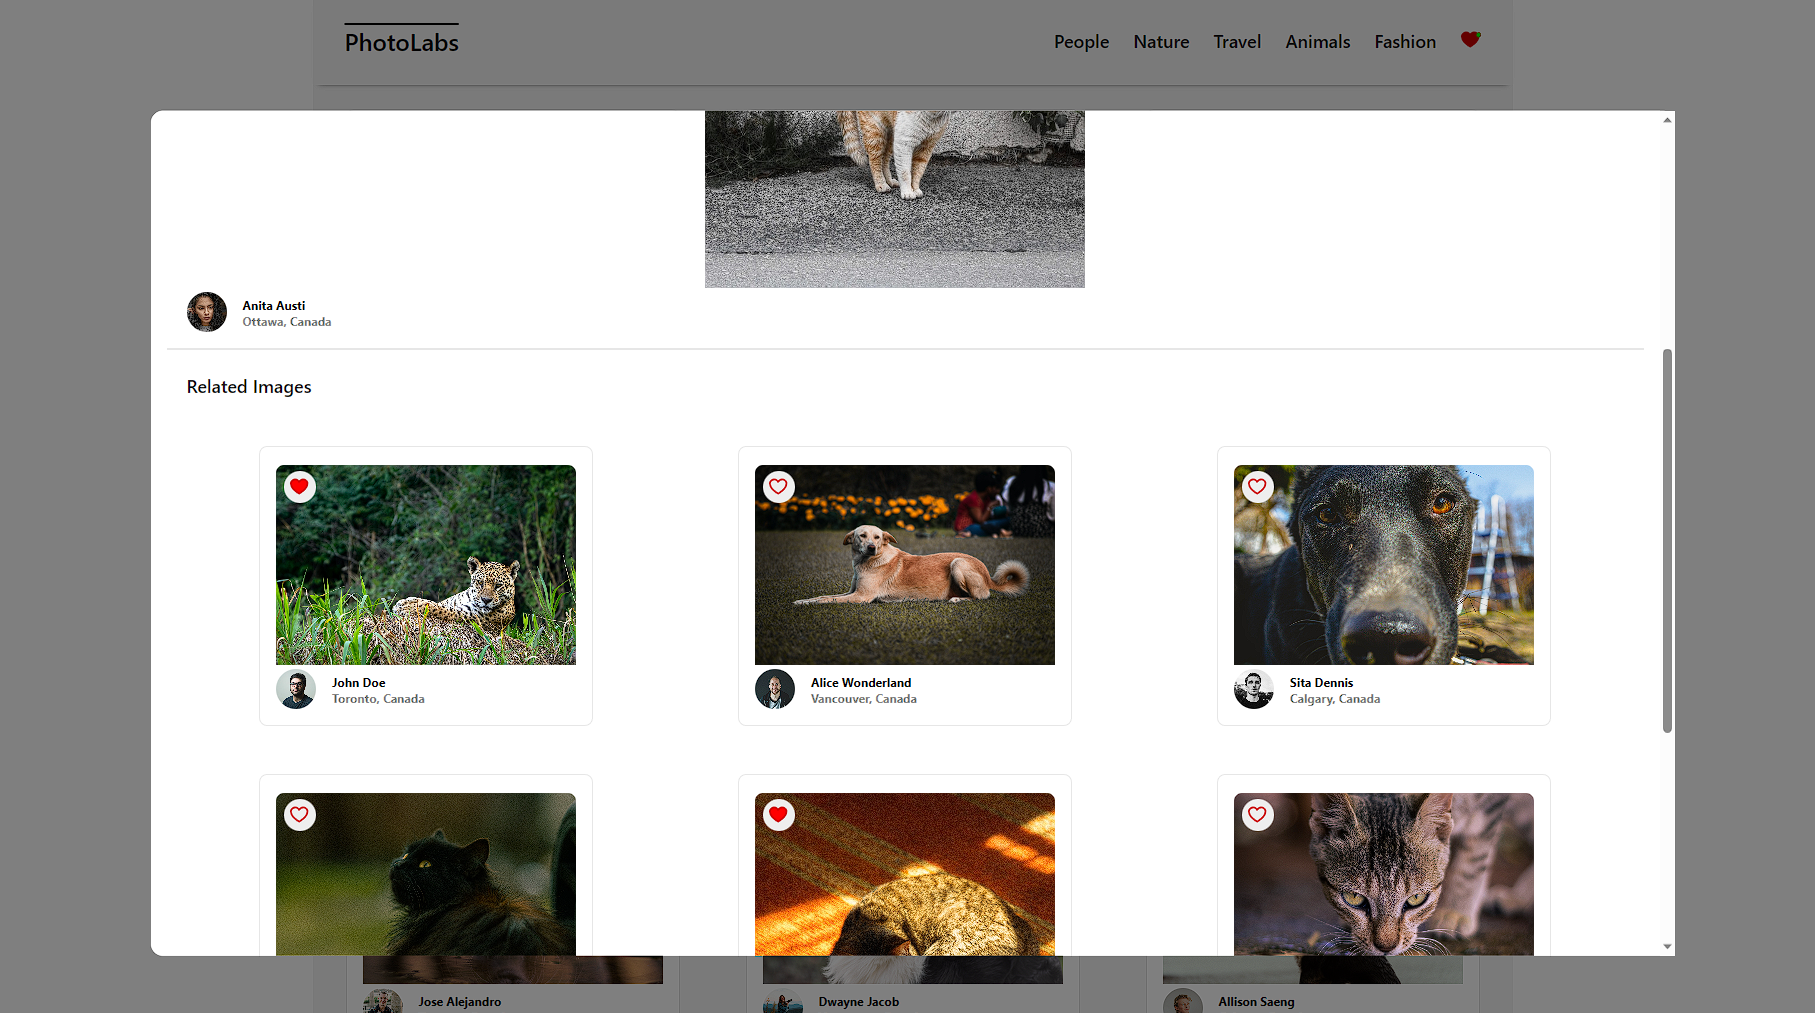 PhotoLabs
People Nature Travel Animals Fashion
Anita Austi
Ottawa, Canada
Related Images
John Doe
Toronto, Canada
Alice Wonderland
Vancouver, Canada
Sita Dennis
Calgary, Canada
Jose Alejandro
Dwayne Jacob
Allison Saeng